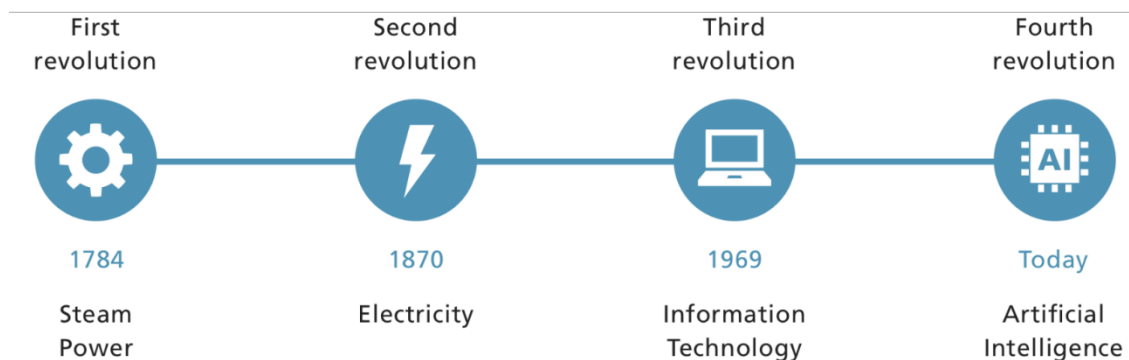 First
revolution
Second
revolution
Third
revolution
Fourth
revolution
AI
1784
1870
1969
Today
Steam
Power
Electricity
Information
Technology
Artificial
Intelligence